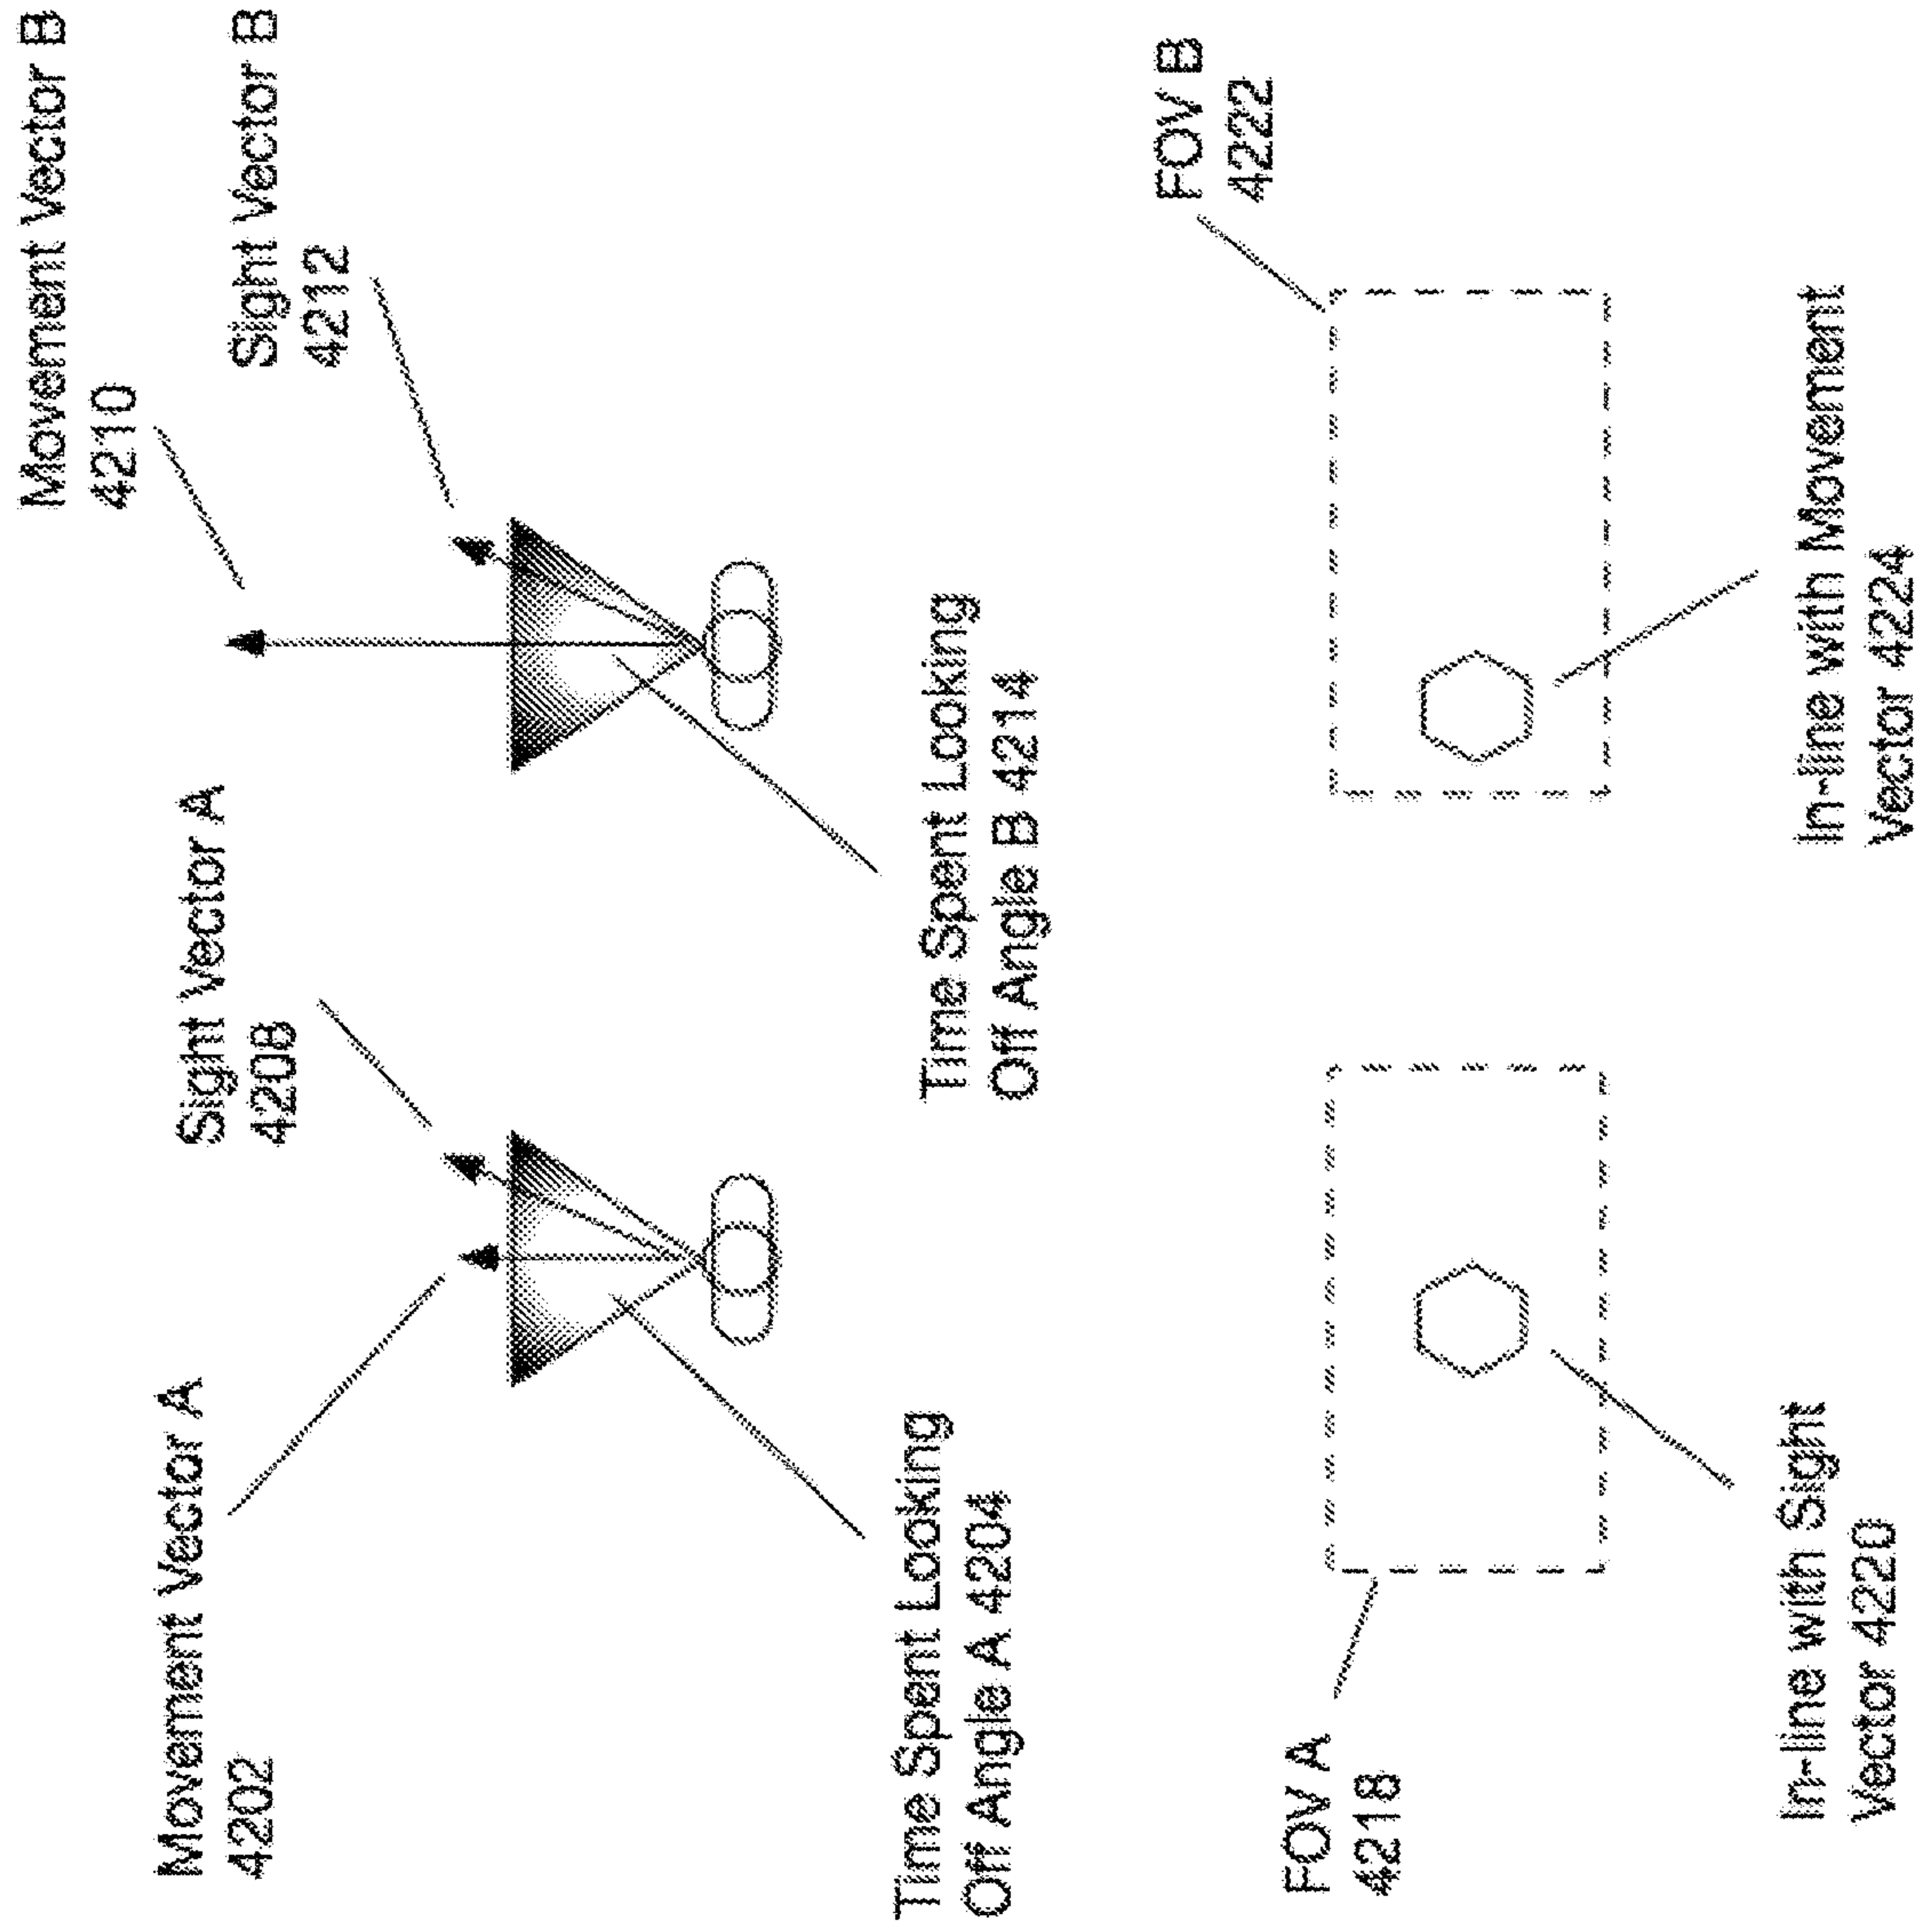 Movement Vector A
4202
Sight Vector A
4208
Movement Vector B
4210
Sight Vector B
4212
Time Spent Looking
Off Angle A 4204
Time Spent Looking
Off Angle B 4214
FOV A
4218
FOV B
4222
In-line with Sight
Vector 4220
In-line with Movement
Vector 4224